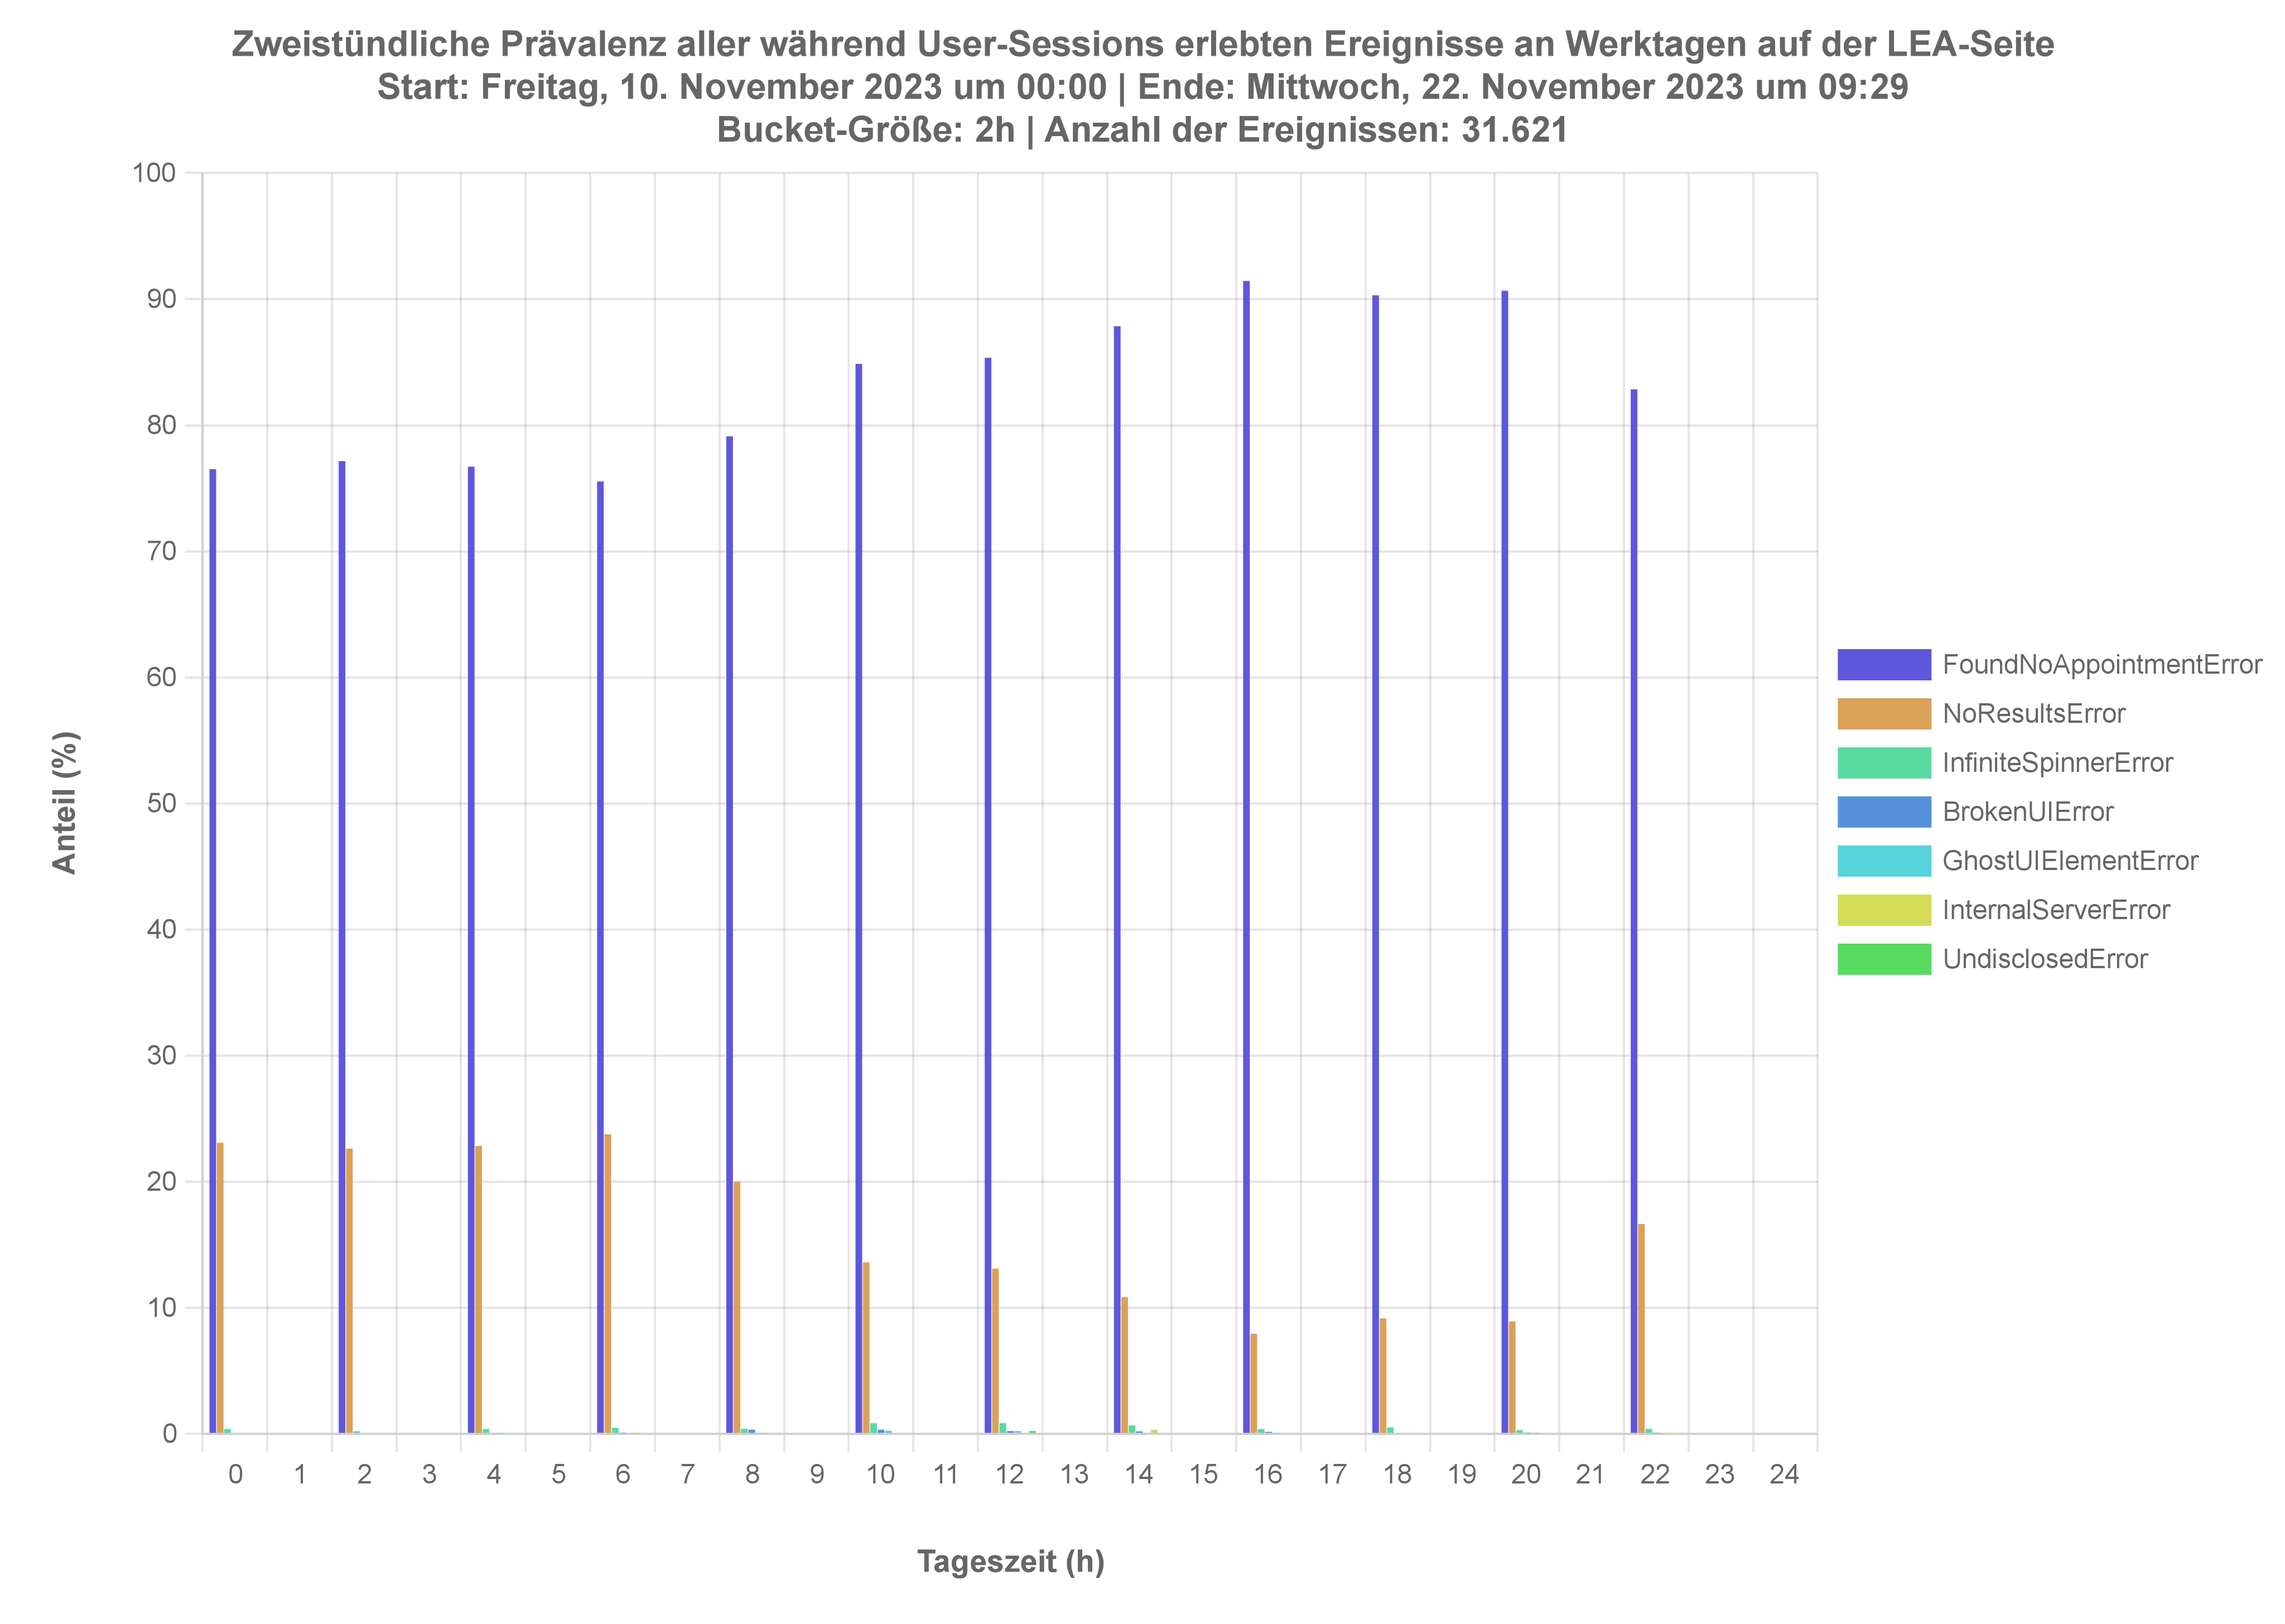 Zweistündliche Prävalenz aller während User-Sessions erlebten Ereignisse an Werktagen auf der LEA-Seite
Start: Freitag, 10. November 2023 um 00:00 | Ende: Mittwoch, 22. November 2023 um 09:29
Bucket-Größe: 2h | Anzahl der Ereignissen: 31.621
100
90
80
70
60
50
40
30
20
10
0
Anteil (%)
0 1 2 3 4 5 6 7 8 9 10 11 12 13 14 15 16 17 18 19 20 21 22 23 24
Tageszeit (h)
FoundNoAppointmentError
NoResultsError
InfiniteSpinnerError
BrokenUIError
GhostUIElementError
InternalServerError
UndisclosedError